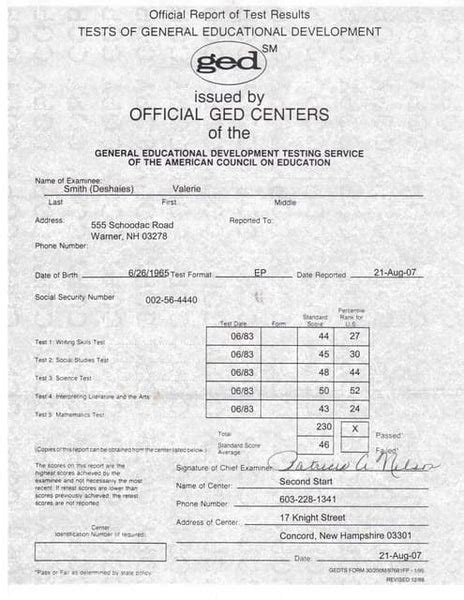 Official Report of Test Results
TESTS OF GENERAL EDUCATIONAL DEVELOPMENT
ged SM
issued by
OFFICIAL GED CENTERS
of the
GENERAL EDUCATIONAL DEVELOPMENT TESTING SERVICE
OF THE AMERICAN COUNCIL ON EDUCATION
Name of Examinee:
Smith (Deshaies) Valerie
Last First Middle
Address: 555 Schoodac Road Reported To:
Warner, NH 03278
Phone Number:
Date of Birth 6/26/1965 Test Format EP Date Reported 21-Aug-07
Social Security Number 002-56-4440
Test Date Form Standard Score Percentile Rank for U.S.
Test 1: Writing Skills Test 06/83 44 27
Test 2: Social Studies Test 06/83 45 30
Test 3: Science Test 06/83 48 44
Test 4: Interpreting Literature and the Arts 06/83 50 52
Test 5: Mathematics Test 06/83 43 24
Total 230 X Passed*
Standard Score Average 46 Failed*
(Copies of this report can be obtained from the center listed below.)
The scores on this report are the
highest scores achieved by the
examinee and not necessarily the most
recent. If retest scores are lower than
scores previously achieved, the retest
scores are not reported.
Signature of Chief Examiner Patricia A Nelson
Name of Center: Second Start
Phone Number 603-228-1341
Address of Center: 17 Knight Street
Concord, New Hampshire 03301
Center
Identification Number (if required)
Date: 21-Aug-07
*Pass or Fail as determined by state policy.
REVISED 12/88